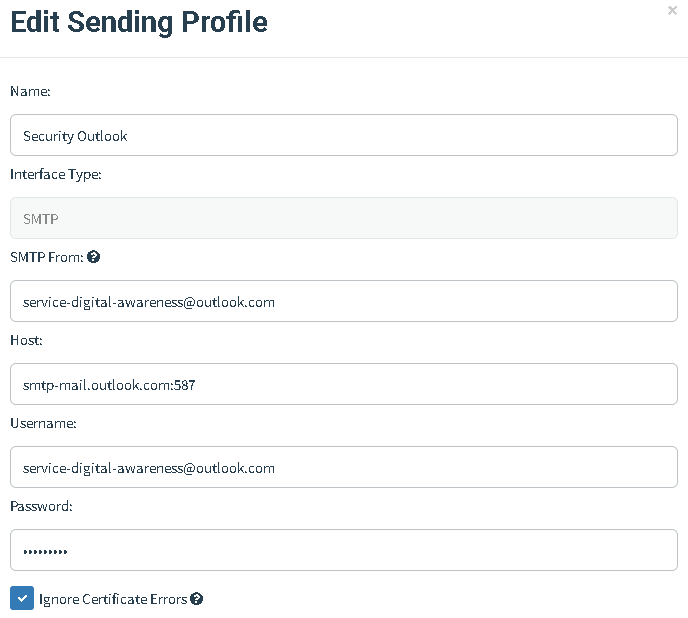 Edit Sending Profile
×
Name:
Security Outlook
Interface Type:
SMTP
SMTP From: ?
service-digital-awareness@outlook.com
Host:
smtp-mail.outlook.com:587
Username:
service-digital-awareness@outlook.com
Password:
•••••••••
Ignore Certificate Errors ?